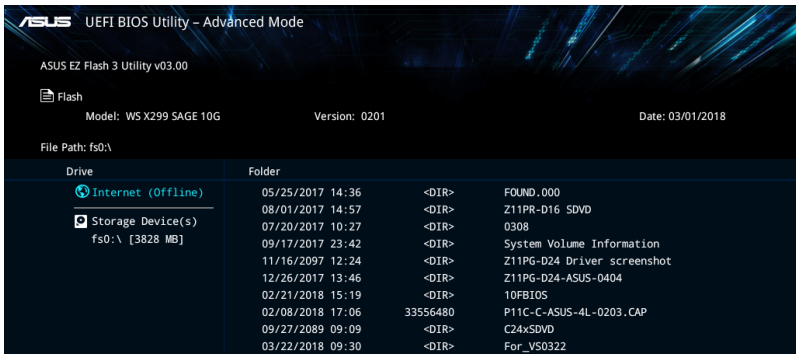 ASUS UEFI BIOS Utility – Advanced Mode
ASUS EZ Flash 3 Utility v03.00
Flash
Model: WS X299 SAGE 10G Version: 0201 Date: 03/01/2018
File Path: fs0:\
Drive Folder
Internet (Offline) 05/25/2017 14:36 <DIR> FOUND.000
08/01/2017 14:57 <DIR> Z11PR-D16 SDVD
Storage Device(s) 07/20/2017 10:27 <DIR> 0308
fs0:\ [3828 MB] 09/17/2017 23:42 <DIR> System Volume Information
11/16/2097 12:24 <DIR> Z11PG-D24 Driver screenshot
12/26/2017 13:46 <DIR> Z11PG-D24-ASUS-0404
02/21/2018 15:19 <DIR> 10FBIOS
02/08/2018 17:06 33556480 P11C-C-ASUS-4L-0203.CAP
09/27/2089 09:09 <DIR> C24xSDVD
03/22/2018 09:30 <DIR> For_VS0322